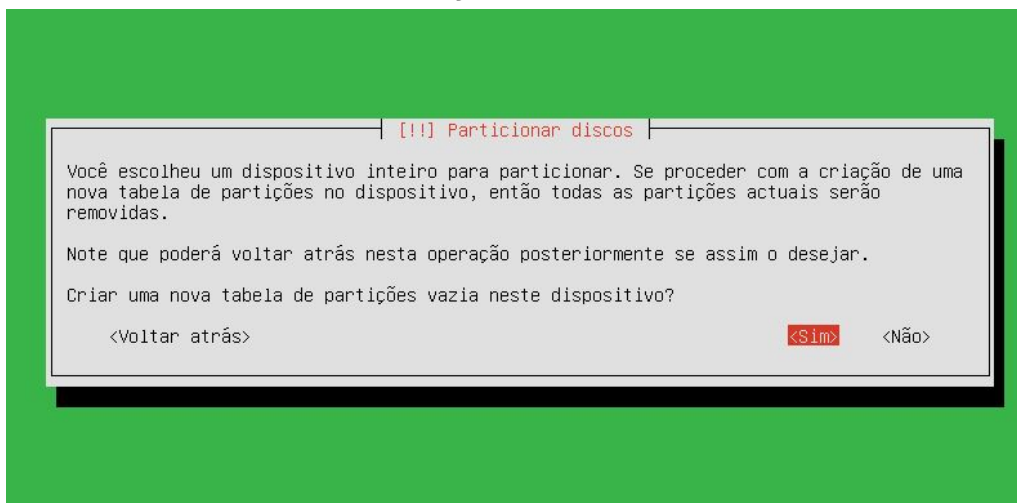 [!!] Particionar discos
Você escolheu um dispositivo inteiro para particionar. Se proceder com a criação de uma
nova tabela de partições no dispositivo, então todas as partições actuais serão
removidas.
Note que poderá voltar atrás nesta operação posteriormente se assim o desejar.
Criar uma nova tabela de partições vazia neste dispositivo?
<Voltar atrás> <Sim> <Não>